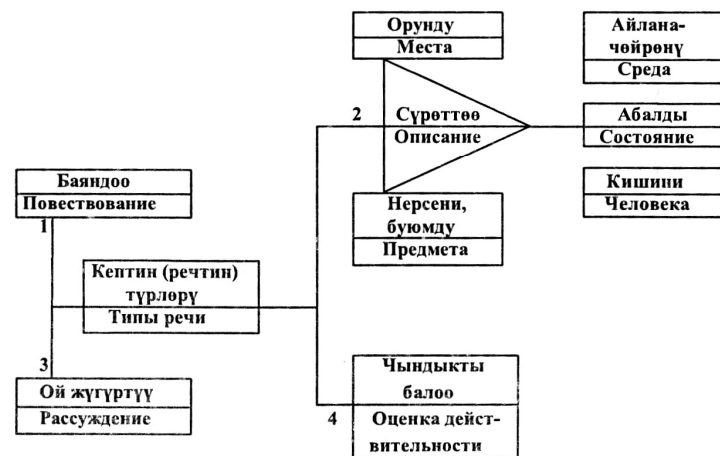 Орунду
Места
Айлана-
чөйрөнү
Среда
2
Сүрөттөө
Описание
Абалды
Состояние
Баяндоо
Повествование
1
Нерсени,
буюмду
Предмета
Кишини
Человека
Кептин (речтин)
түрлөрү
Типы речи
3
Ой жүгүртүү
Рассуждение
4
Чындыкты
балоо
Оценка дейст-
вительности